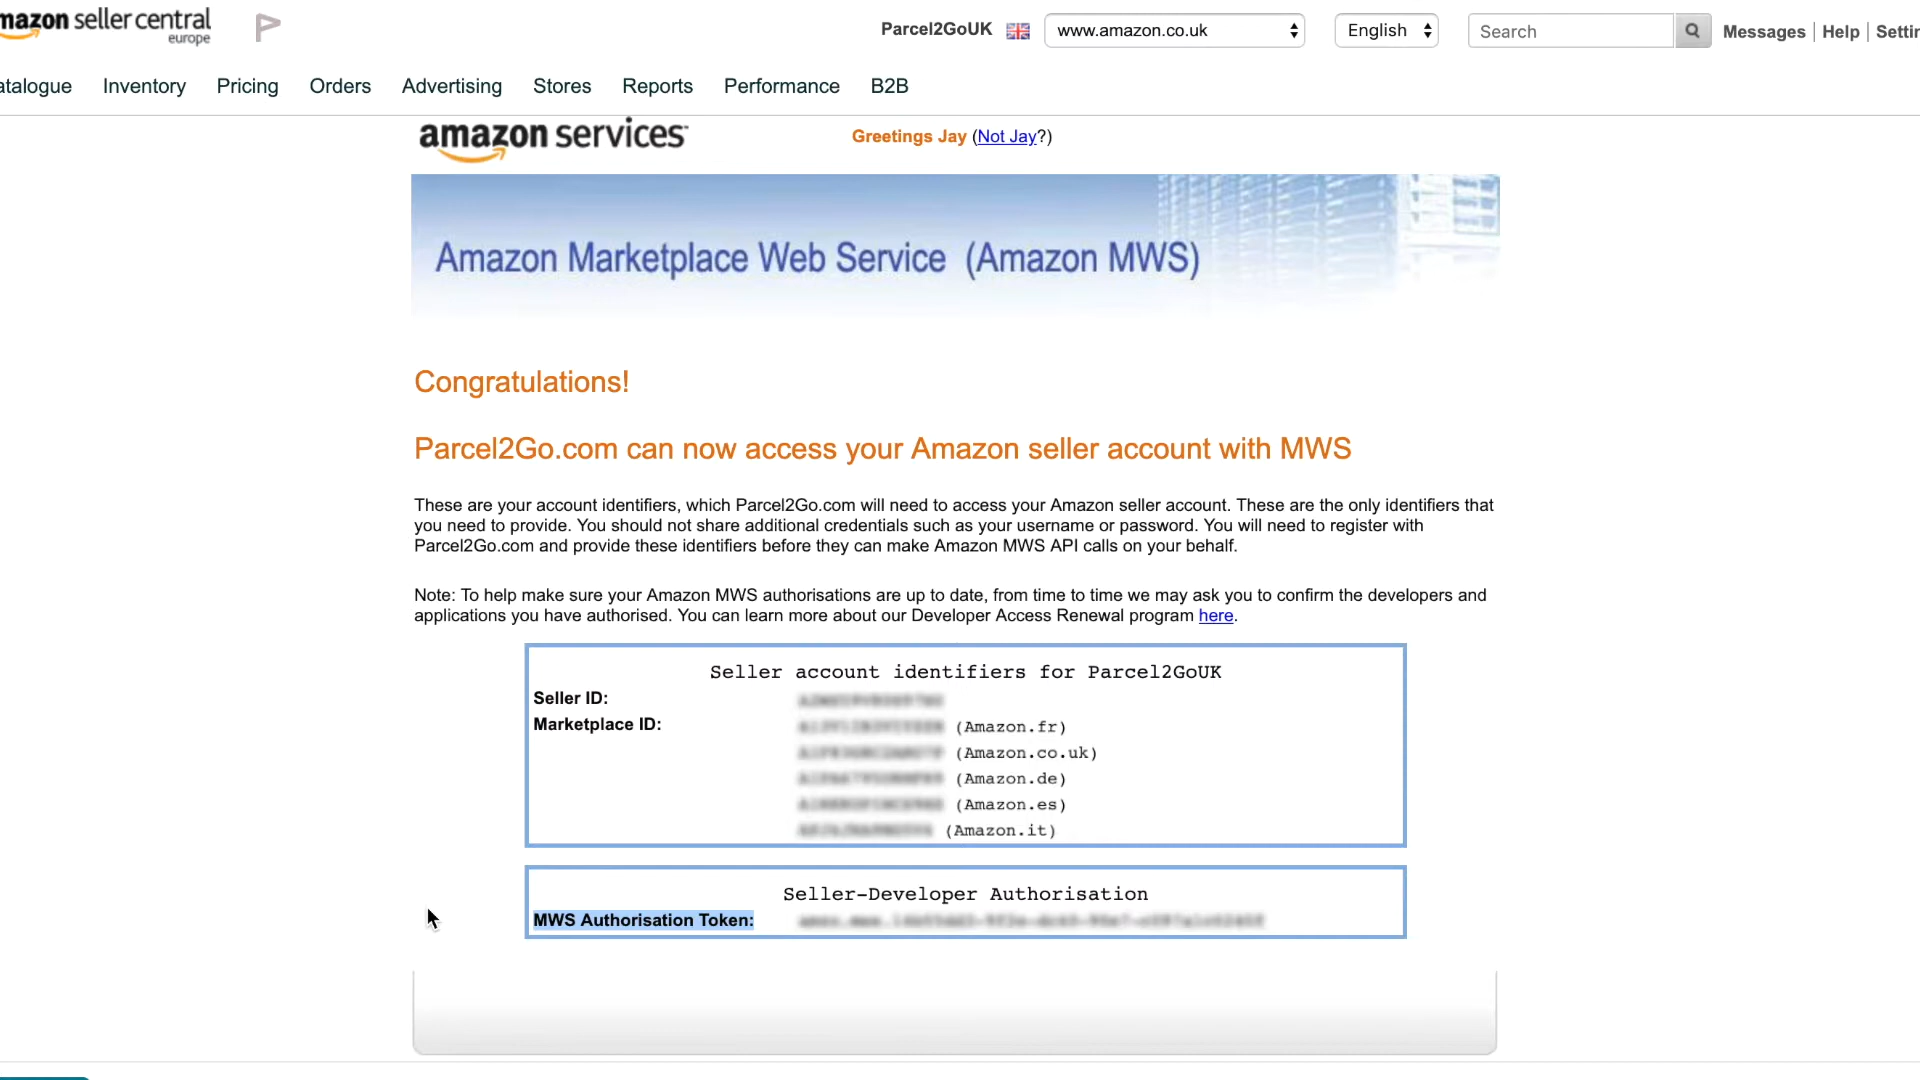 amazon seller central
europe
Parcel2GoUK
www.amazon.co.uk
English
Search
Messages
Help
Settin
atalogue
Inventory
Pricing
Orders
Advertising
Stores
Reports
Performance
B2B
amazon services
Greetings Jay (Not Jay?)
Amazon Marketplace Web Service (Amazon MWS)
Congratulations!
Parcel2Go.com can now access your Amazon seller account with MWS
These are your account identifiers, which Parcel2Go.com will need to access your Amazon seller account. These are the only identifiers that
you need to provide. You should not share additional credentials such as your username or password. You will need to register with
Parcel2Go.com and provide these identifiers before they can make Amazon MWS API calls on your behalf.
Note: To help make sure your Amazon MWS authorisations are up to date, from time to time we may ask you to confirm the developers and
applications you have authorised. You can learn more about our Developer Access Renewal program here.
Seller account identifiers for Parcel2GoUK
Seller ID:
Marketplace ID: (Amazon.fr)
(Amazon.co.uk)
(Amazon.de)
(Amazon.es)
(Amazon.it)
Seller-Developer Authorisation
MWS Authorisation Token: